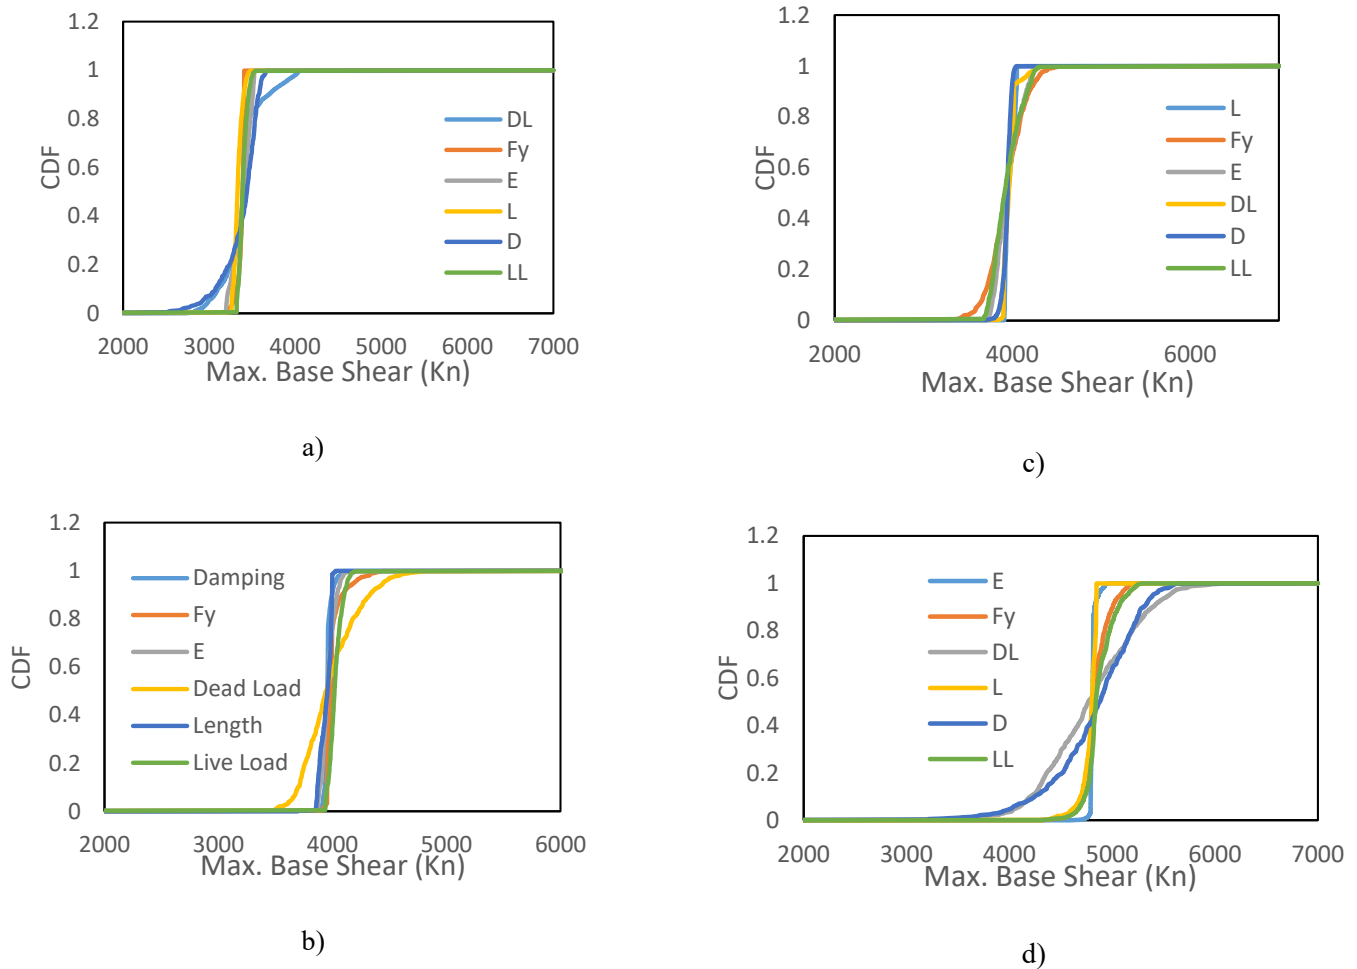 1.2
1
0.8
0.6
0.4
0.2
0
CDF
2000 3000 4000 5000 6000 7000
Max. Base Shear (Kn)
DL
Fy
E
L
D
LL
a)
1.2
1
0.8
0.6
0.4
0.2
0
CDF
2000 4000 6000
Max. Base Shear (Kn)
L
Fy
E
DL
D
LL
c)
1.2
1
0.8
0.6
0.4
0.2
0
CDF
2000 3000 4000 5000 6000
Max. Base Shear (Kn)
Damping
Fy
E
Dead Load
Length
Live Load
b)
1.2
1
0.8
0.6
0.4
0.2
0
CDF
2000 3000 4000 5000 6000 7000
Max. Base Shear (Kn)
E
Fy
DL
L
D
LL
d)